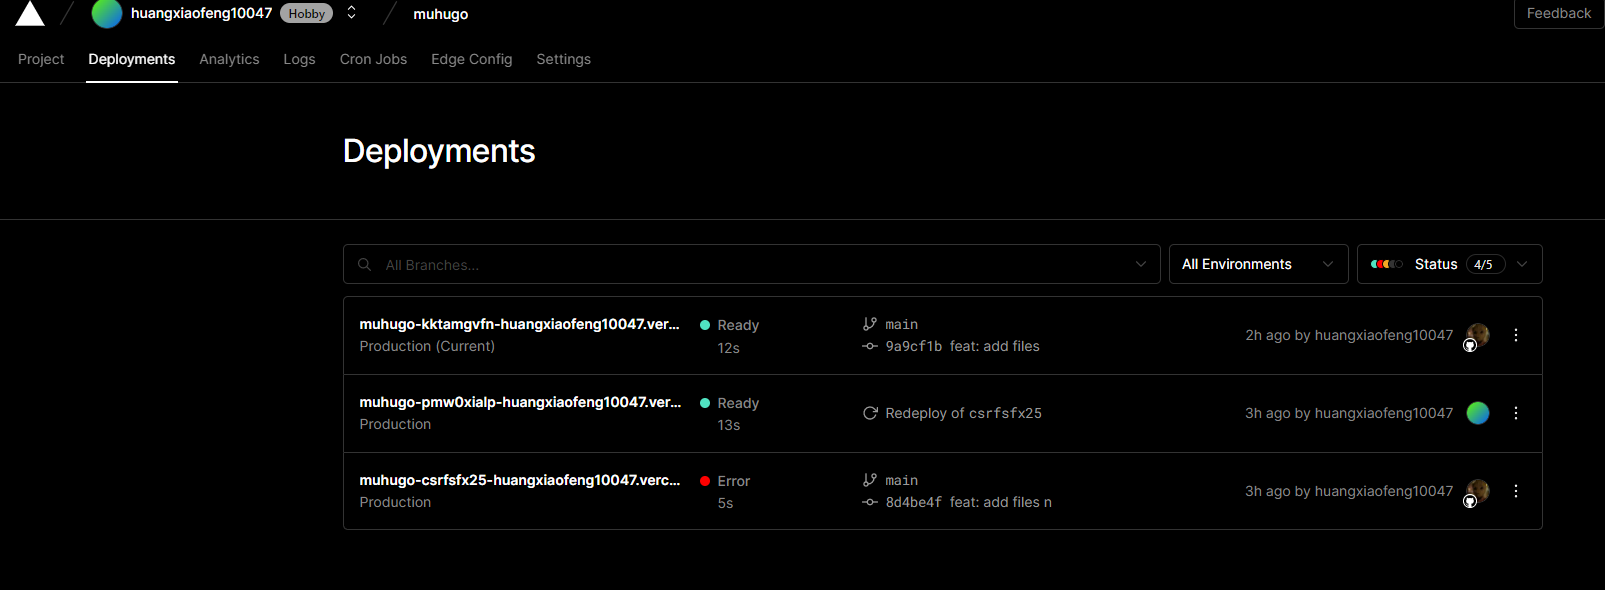 huangxiaofeng10047 Hobby muhugo Feedback
Project Deployments Analytics Logs Cron Jobs Edge Config Settings
Deployments
All Branches... All Environments Status 4/5
muhugo-kktamgvfn-huangxiaofeng10047.ver... Ready main
Production (Current) 12s 9a9cf1b feat: add files 2h ago by huangxiaofeng10047
muhugo-pmw0xialp-huangxiaofeng10047.ver... Ready
Production 13s Redeploy of csrfsfx25 3h ago by huangxiaofeng10047
muhugo-csrfsfx25-huangxiaofeng10047.verc... Error main
Production 5s 8d4be4f feat: add files n 3h ago by huangxiaofeng10047